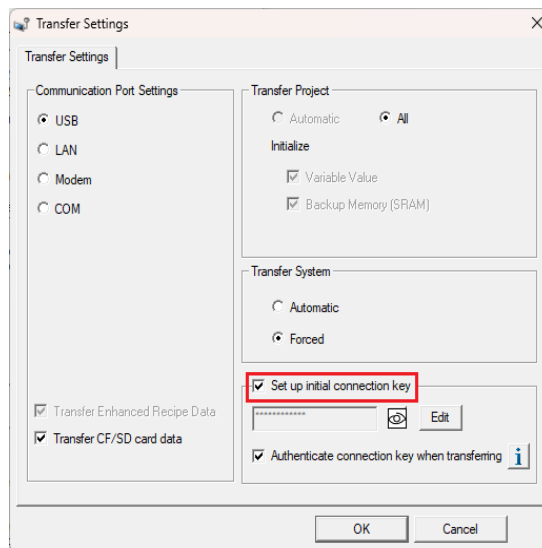 Transfer Settings
Transfer Settings
Communication Port Settings
USB
LAN
Modem
COM
Transfer Enhanced Recipe Data
Transfer CF/SD card data
Transfer Project
Automatic All
Initialize
Variable Value
Backup Memory (SRAM)
Transfer System
Automatic
Forced
Set up initial connection key
************
Edit
Authenticate connection key when transferring
OK Cancel